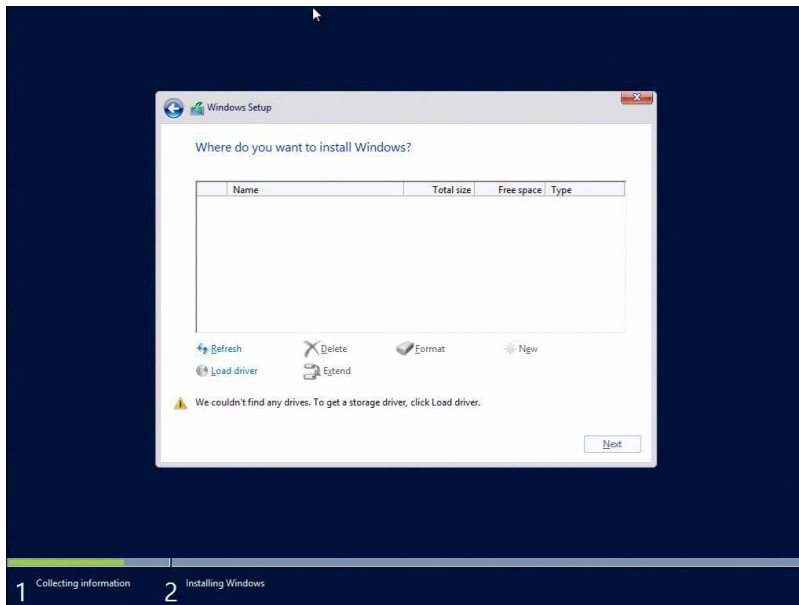 Windows Setup
Where do you want to install Windows?
Name Total size Free space Type
Refresh Delete Format New
Load driver Extend
We couldn't find any drives. To get a storage driver, click Load driver.
Next
1 Collecting information 2 Installing Windows